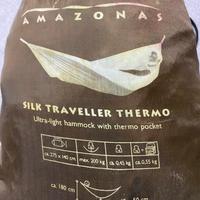 AMAZONAS
SILK TRAVELLER THERMO
Ultra-light hammock with thermo pocket
ca. 275 x 140 cm
max. 200 kg
ca. 0,45 kg
ca. 0,55 kg
ca. 180 cm